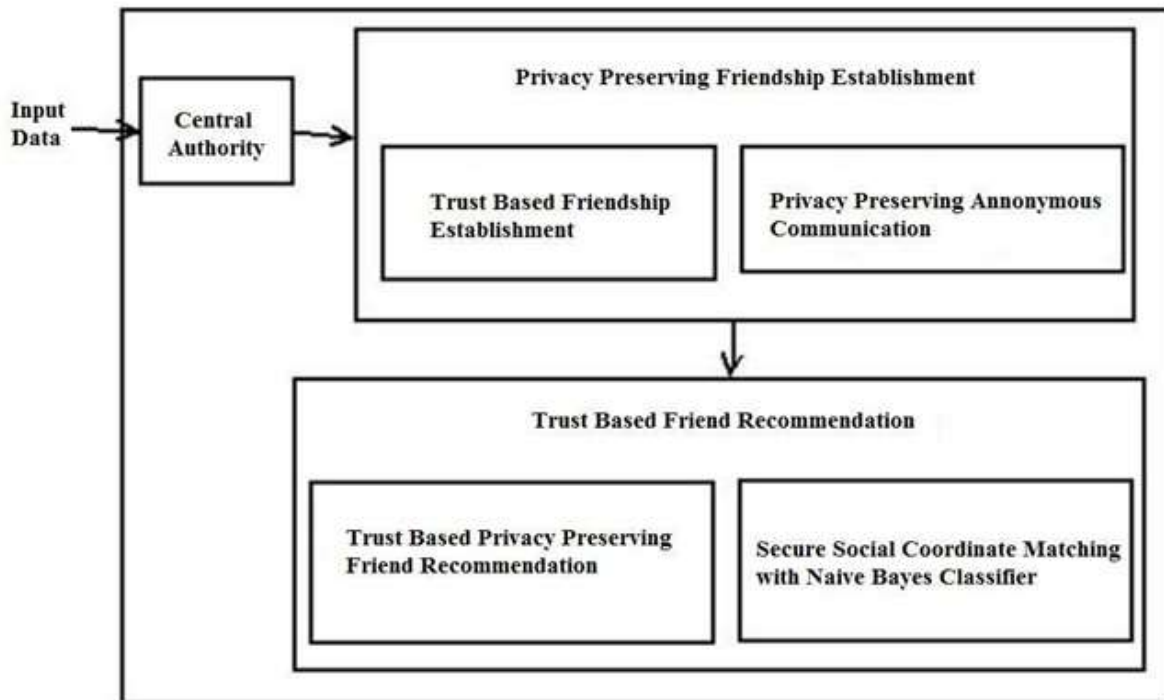 Privacy Preserving Friendship Establishment
Input
Data
Central
Authority
Trust Based Friendship
Establishment
Privacy Preserving Annonymous
Communication
Trust Based Friend Recommendation
Trust Based Privacy Preserving
Friend Recommendation
Secure Social Coordinate Matching
with Naive Bayes Classifier